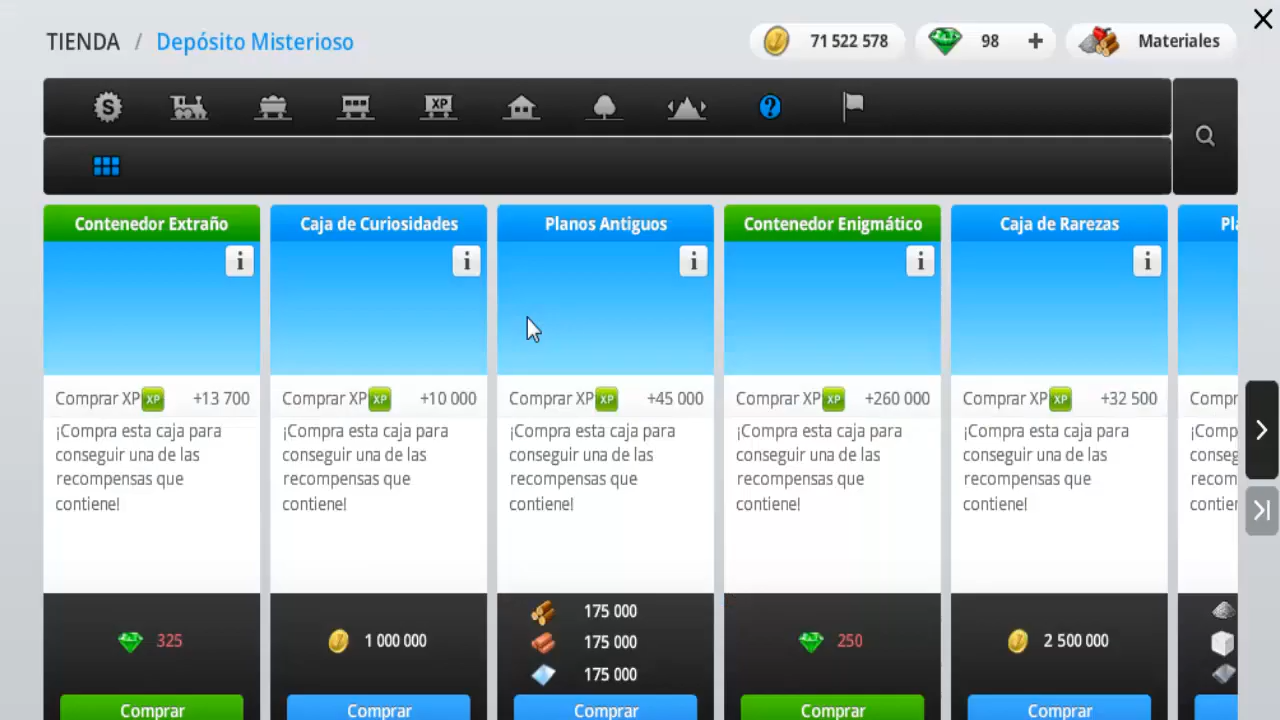 TIENDA / Depósito Misterioso
71 522 578
98 +
Materiales
S
XP
?
Contenedor Extraño
i
Comprar XP XP +13 700
¡Compra esta caja para
conseguir una de las
recompensas que
contiene!
325
Comprar
Caja de Curiosidades
i
Comprar XP XP +10 000
¡Compra esta caja para
conseguir una de las
recompensas que
contiene!
1 000 000
Comprar
Planos Antiguos
i
Comprar XP XP +45 000
¡Compra esta caja para
conseguir una de las
recompensas que
contiene!
175 000
175 000
175 000
Comprar
Contenedor Enigmático
i
Comprar XP XP +260 000
¡Compra esta caja para
conseguir una de las
recompensas que
contiene!
250
Comprar
Caja de Rarezas
i
Comprar XP XP +32 500
¡Compra esta caja para
conseguir una de las
recompensas que
contiene!
2 500 000
Comprar
Pl
Compr
¡Comp
conseg
recom
contier